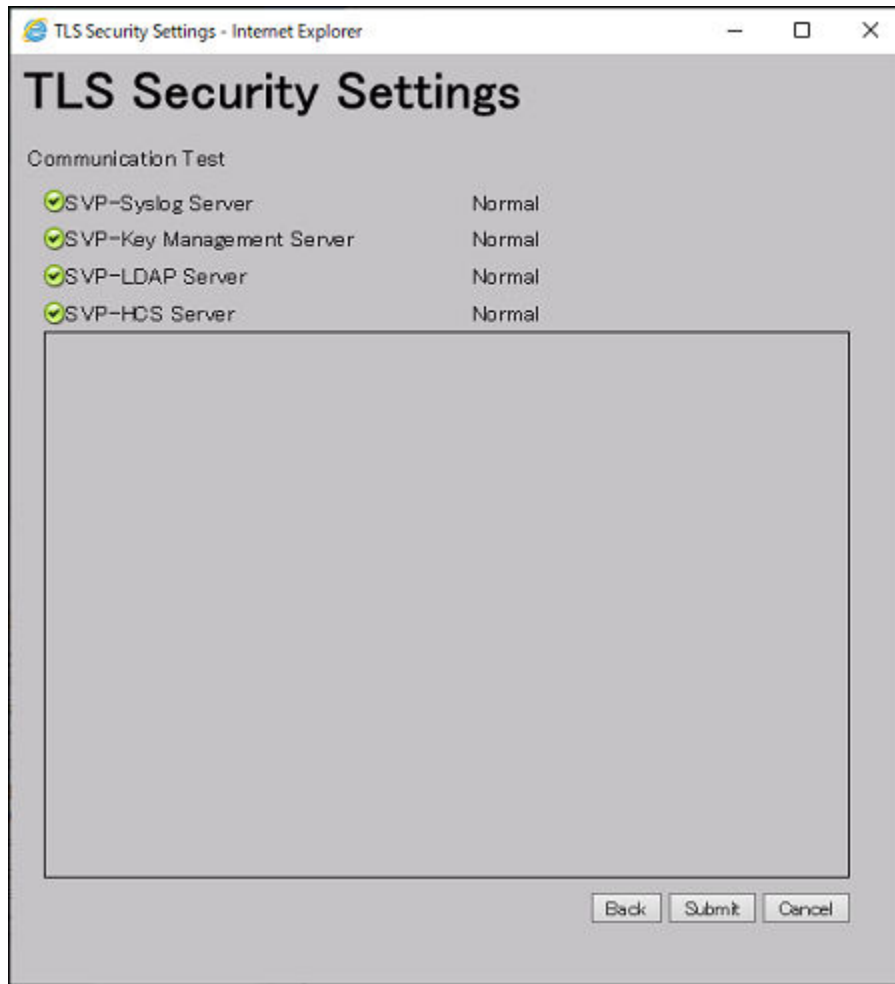 TLS Security Settings - Internet Explorer
TLS Security Settings
Communication Test
SVP-Syslog Server Normal
SVP-Key Management Server Normal
SVP-LDAP Server Normal
SVP-HCS Server Normal
Back Submit Cancel